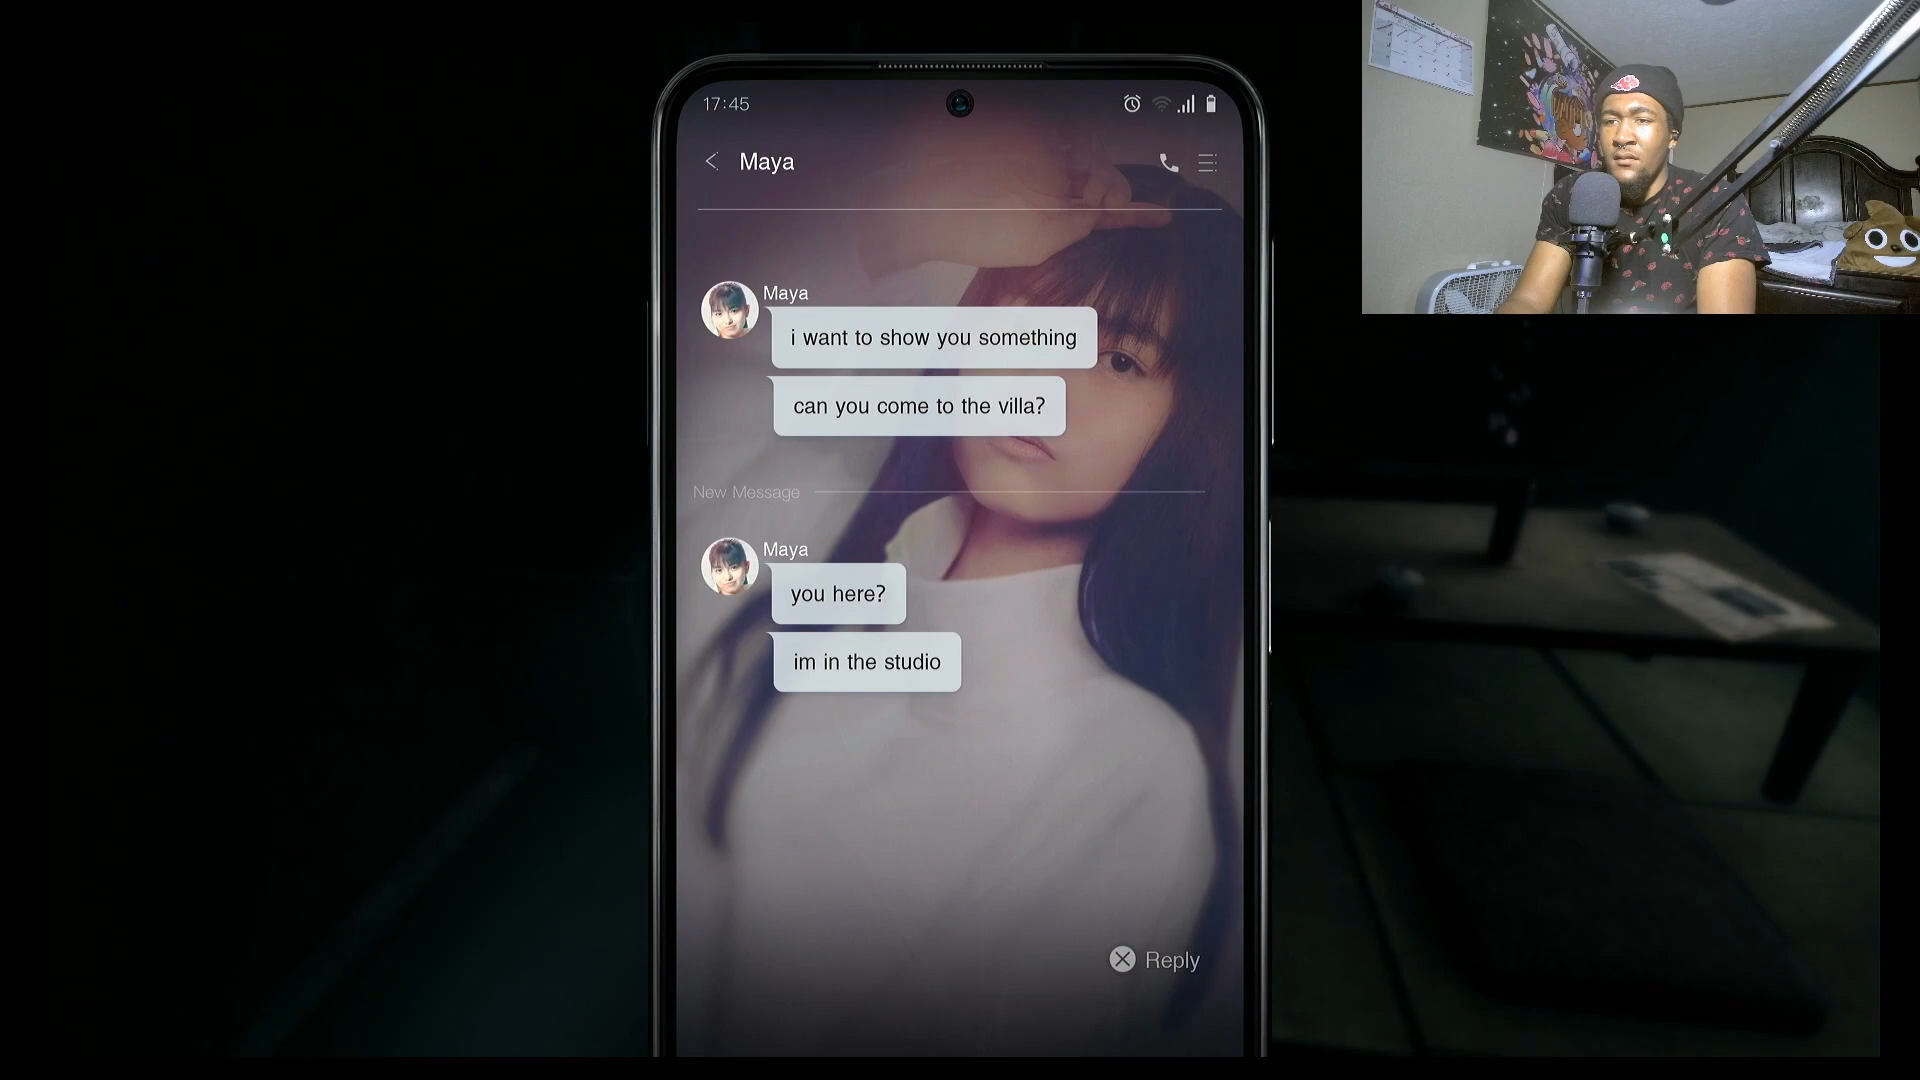 17:45
Maya
Maya
i want to show you something
can you come to the villa?
New Message
Maya
you here?
im in the studio
Reply